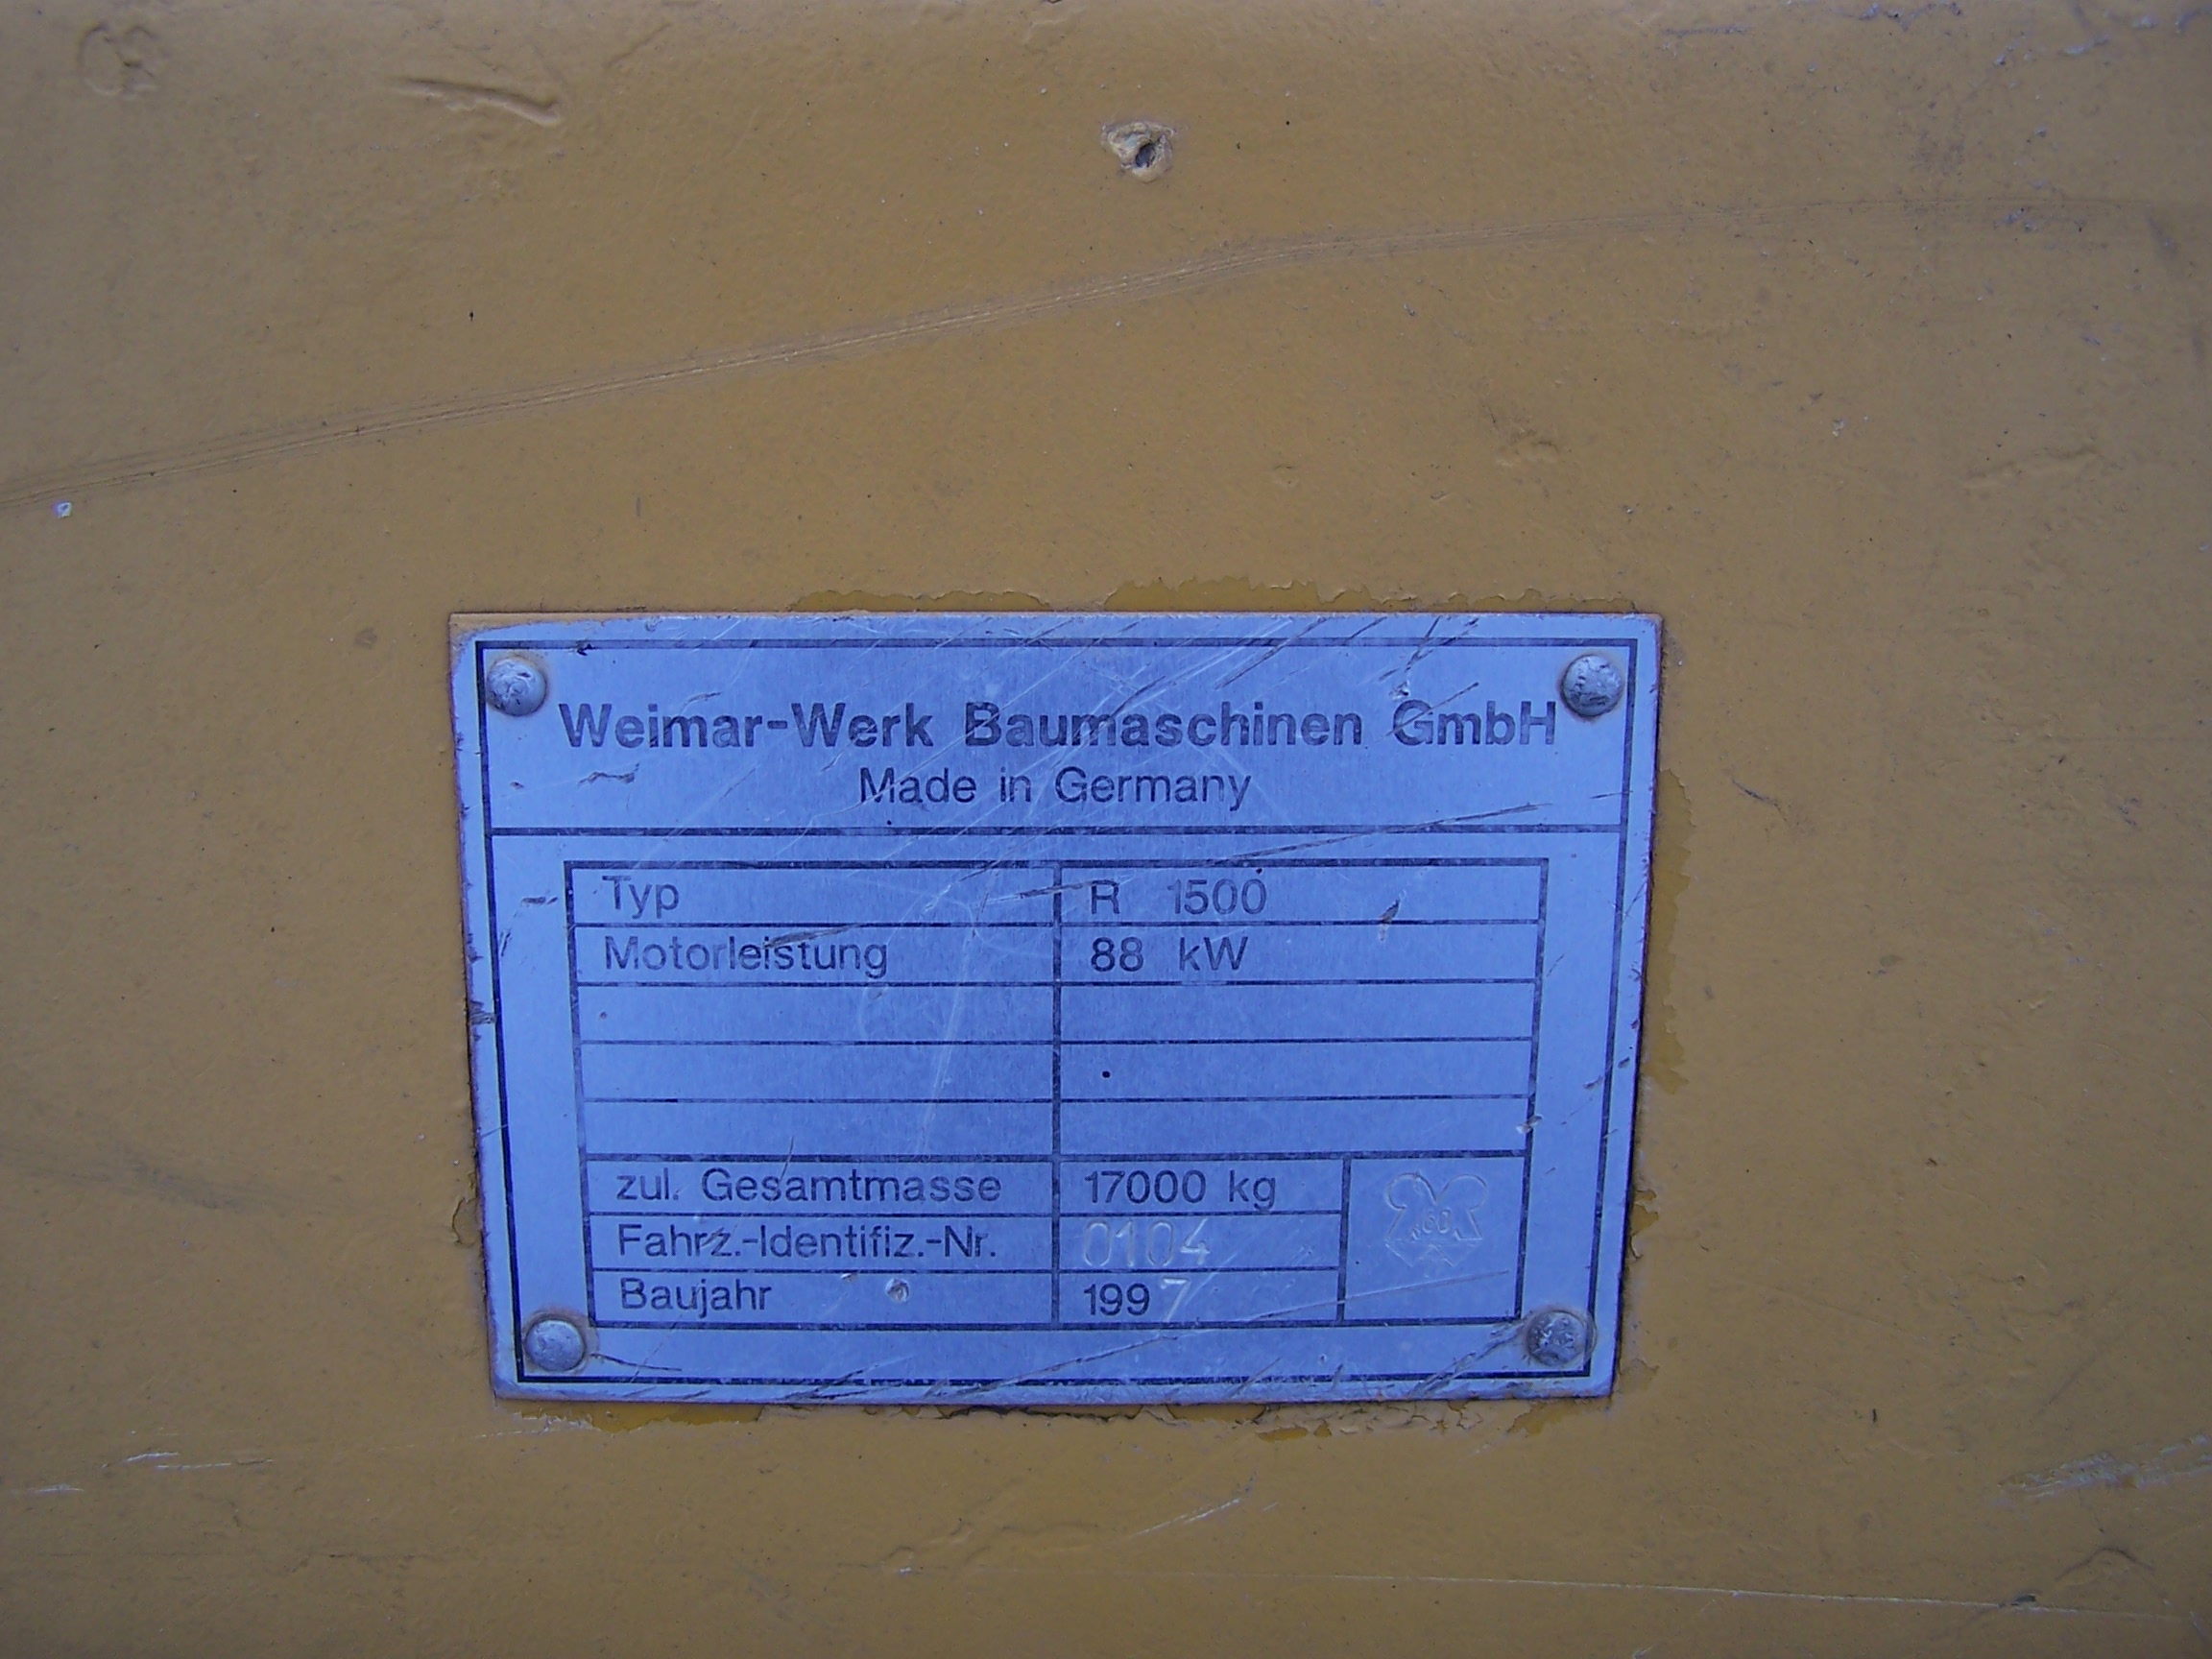 Weimar-Werk Baumaschinen GmbH
Made in Germany
Typ R 1500
Motorleistung 88 kW
zul. Gesamtmasse 17000 kg
Fahrz.-Identifiz.-Nr. 0104
Baujahr 1997